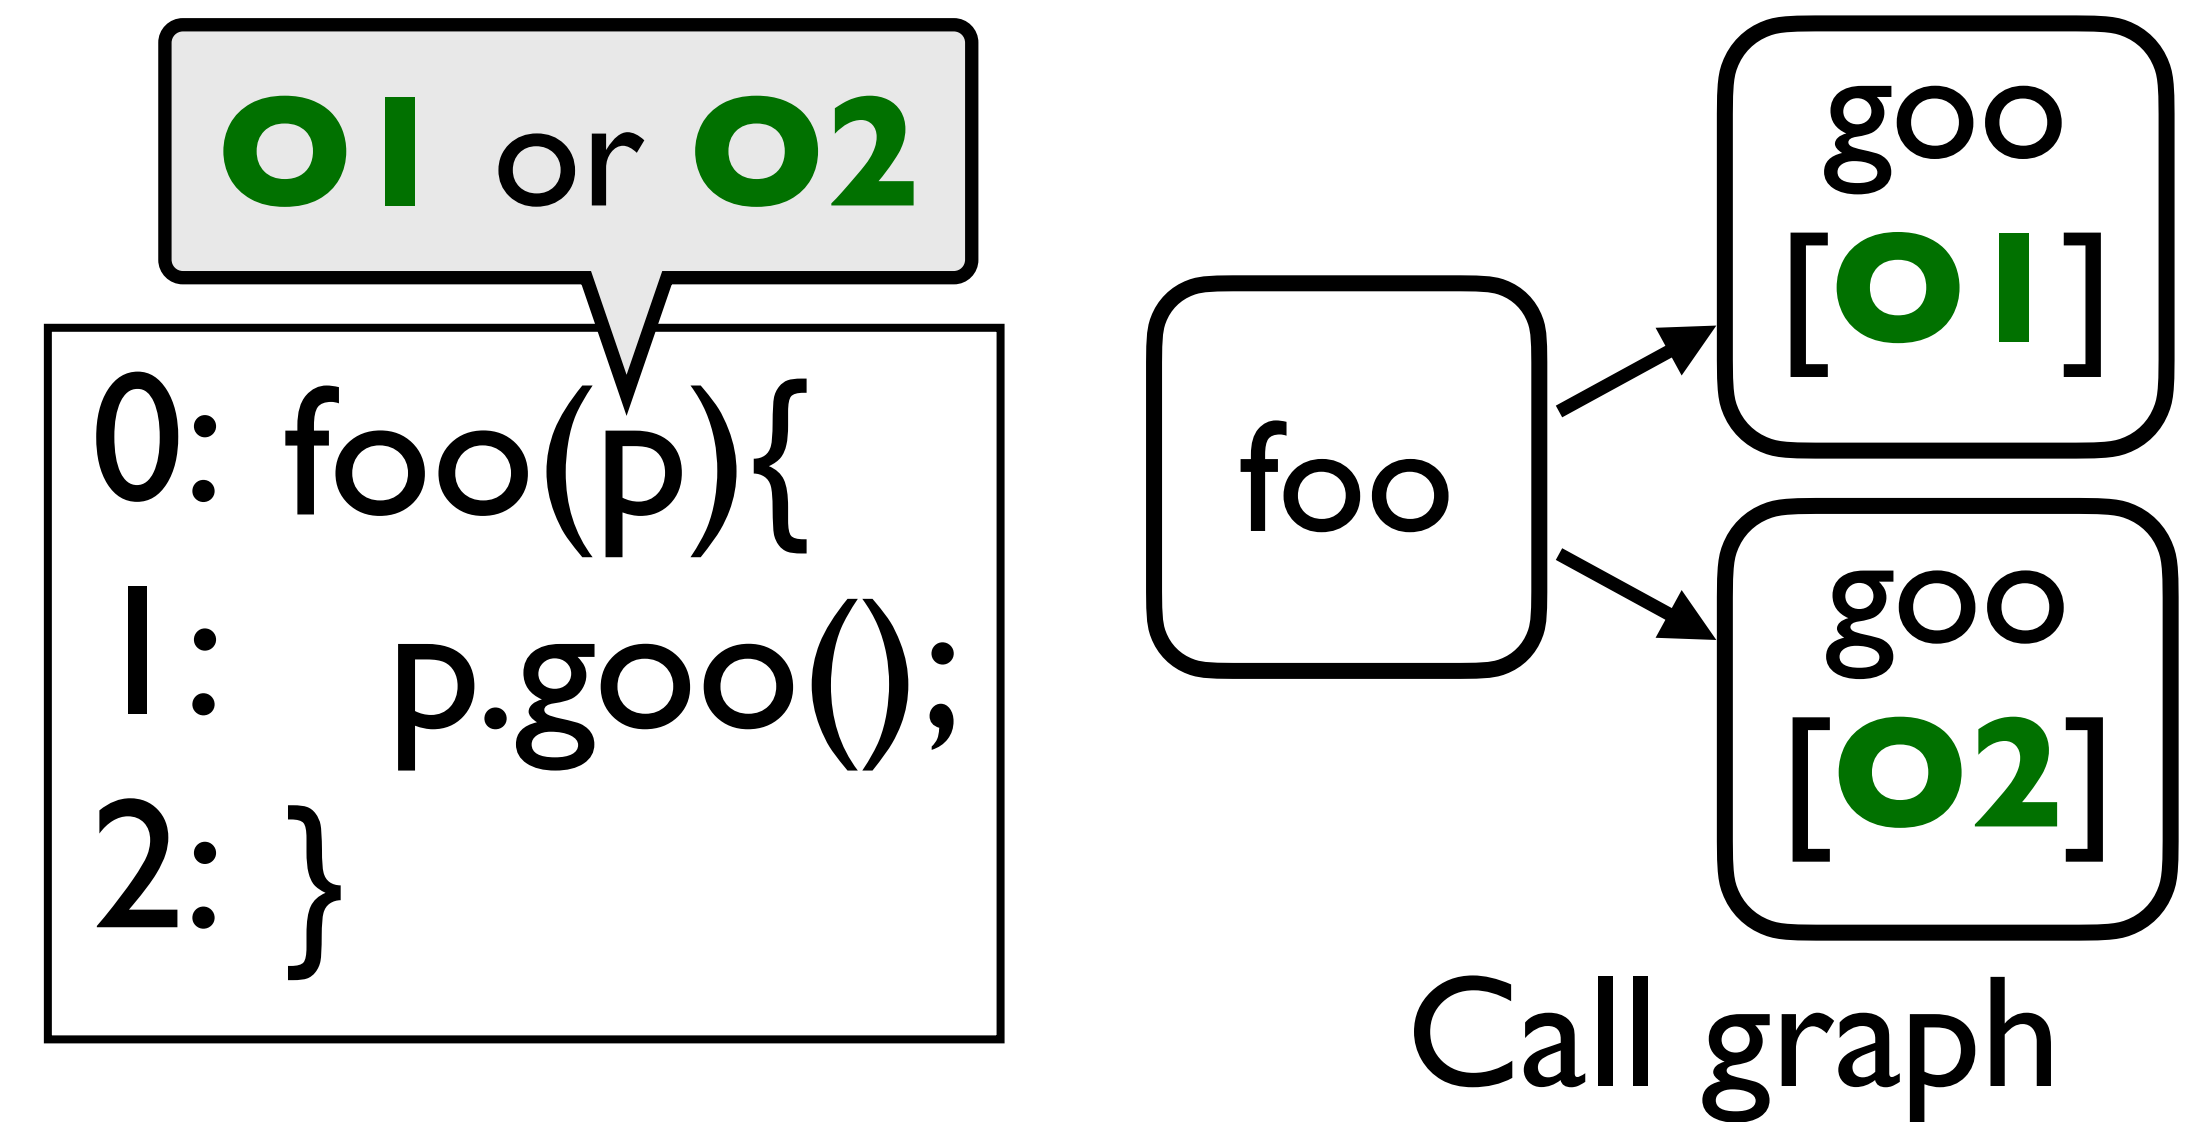 O1 or O2
0: foo(p){
1: p.goo();
2: }
foo
goo
[O1]
goo
[O2]
Call graph